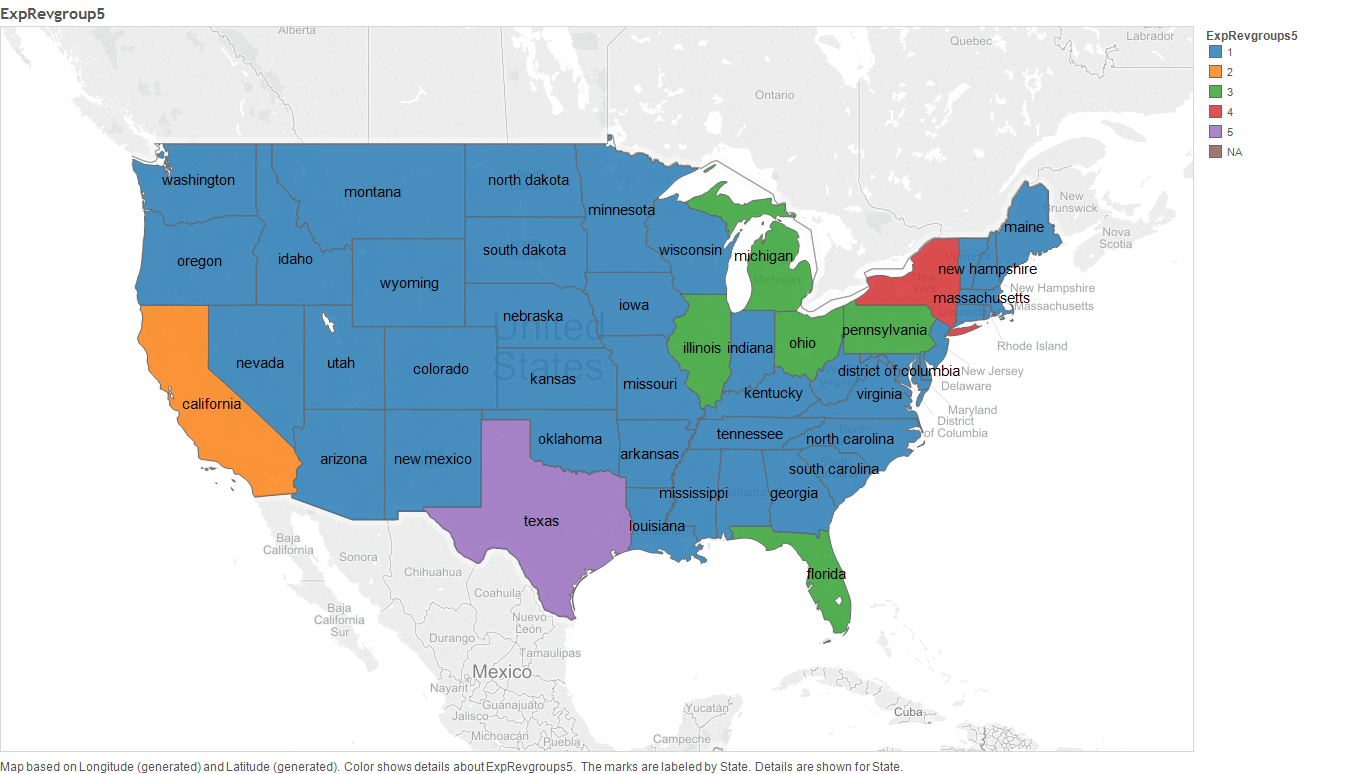 ExpRevgroup5
Alberta
Quebec
Labrador
Ontario
ExpRevgroups5
1
2
3
4
5
NA
washington
montana
north dakota
minnesota
New
Brunswick
Nova
Scotia
maine
oregon
idaho
wyoming
south dakota
wisconsin
michigan
Michigan
Vermont
new hampshire
New Hampshire
New
York
massachusetts
Massachusetts
iowa
nebraska
United
States
pennsylvania
Rhode Island
nevada
utah
colorado
kansas
missouri
illinois
indiana
ohio
district of columbia
New Jersey
Delaware
california
kentucky
virginia
Maryland
District
of Columbia
arizona
new mexico
oklahoma
arkansas
tennessee
north carolina
south carolina
texas
louisiana
mississippi
georgia
florida
Baja
California
Sonora
Chihuahua
Coahuila
Baja
California
Sur
Nuevo
León
Durango
Tamaulipas
Mexico
Nayarit
Guanajuato
Jalisco
Michoacán
Puebla
Yucatán
Campeche
Cuba
Map based on Longitude (generated) and Latitude (generated). Color shows details about ExpRevgroups5. The marks are labeled by State. Details are shown for State.